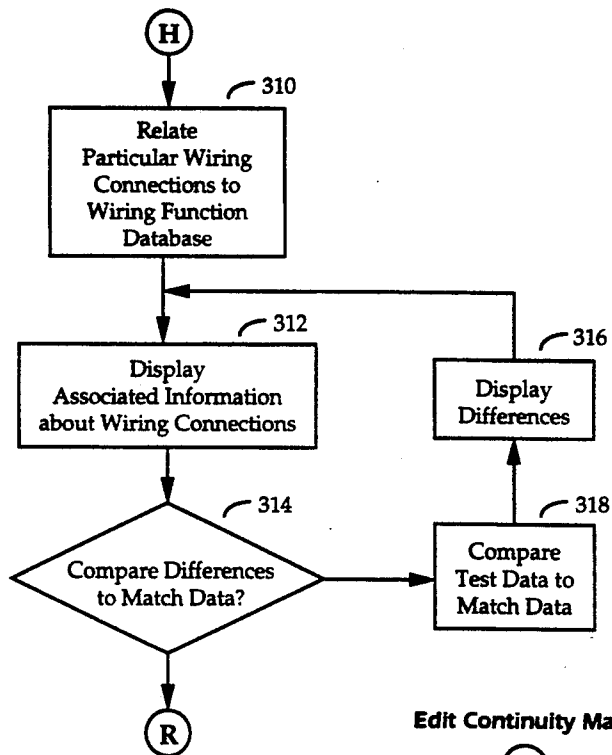 H
310
Relate
Particular Wiring
Connections to
Wiring Function
Database
312
Display
Associated Information
about Wiring Connections
316
Display
Differences
314
Compare Differences
to Match Data?
318
Compare
Test Data to
Match Data
R
Edit Continuity Ma